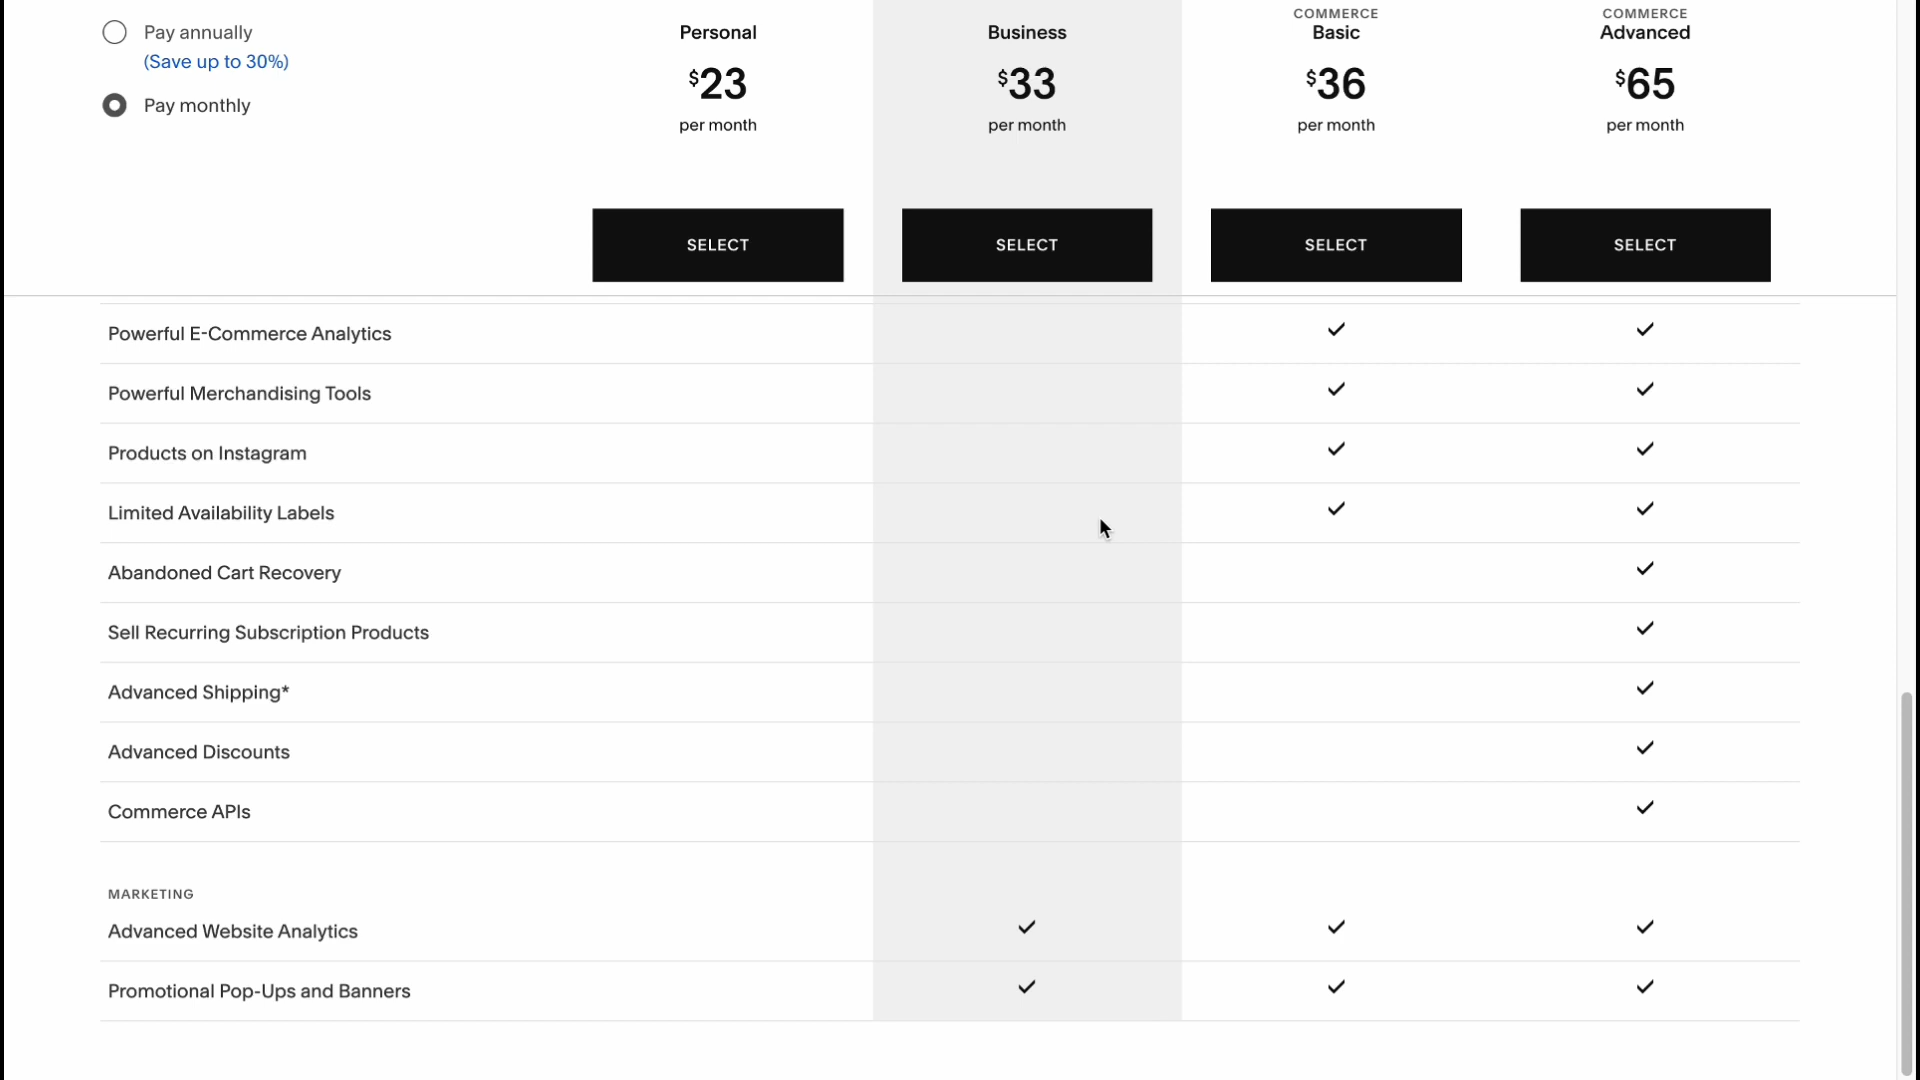 Pay annually
(Save up to 30%)
Pay monthly
Personal
$23
per month
SELECT
Business
$33
per month
SELECT
COMMERCE
Basic
$36
per month
SELECT
COMMERCE
Advanced
$65
per month
SELECT
Powerful E-Commerce Analytics
Powerful Merchandising Tools
Products on Instagram
Limited Availability Labels
Abandoned Cart Recovery
Sell Recurring Subscription Products
Advanced Shipping*
Advanced Discounts
Commerce APIs
MARKETING
Advanced Website Analytics
Promotional Pop-Ups and Banners